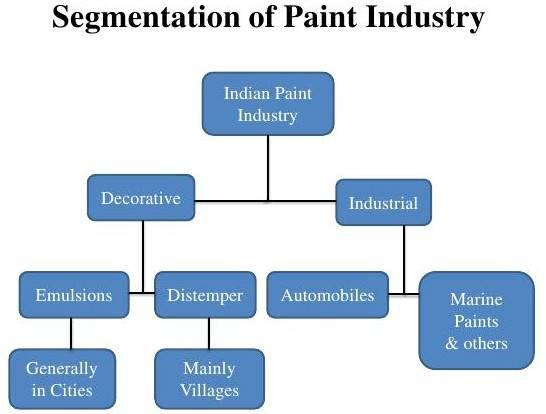 Segmentation of Paint Industry
Indian Paint
Industry
Decorative
Industrial
Emulsions
Distemper
Automobiles
Marine
Paints
& others
Generally
in Cities
Mainly
Villages